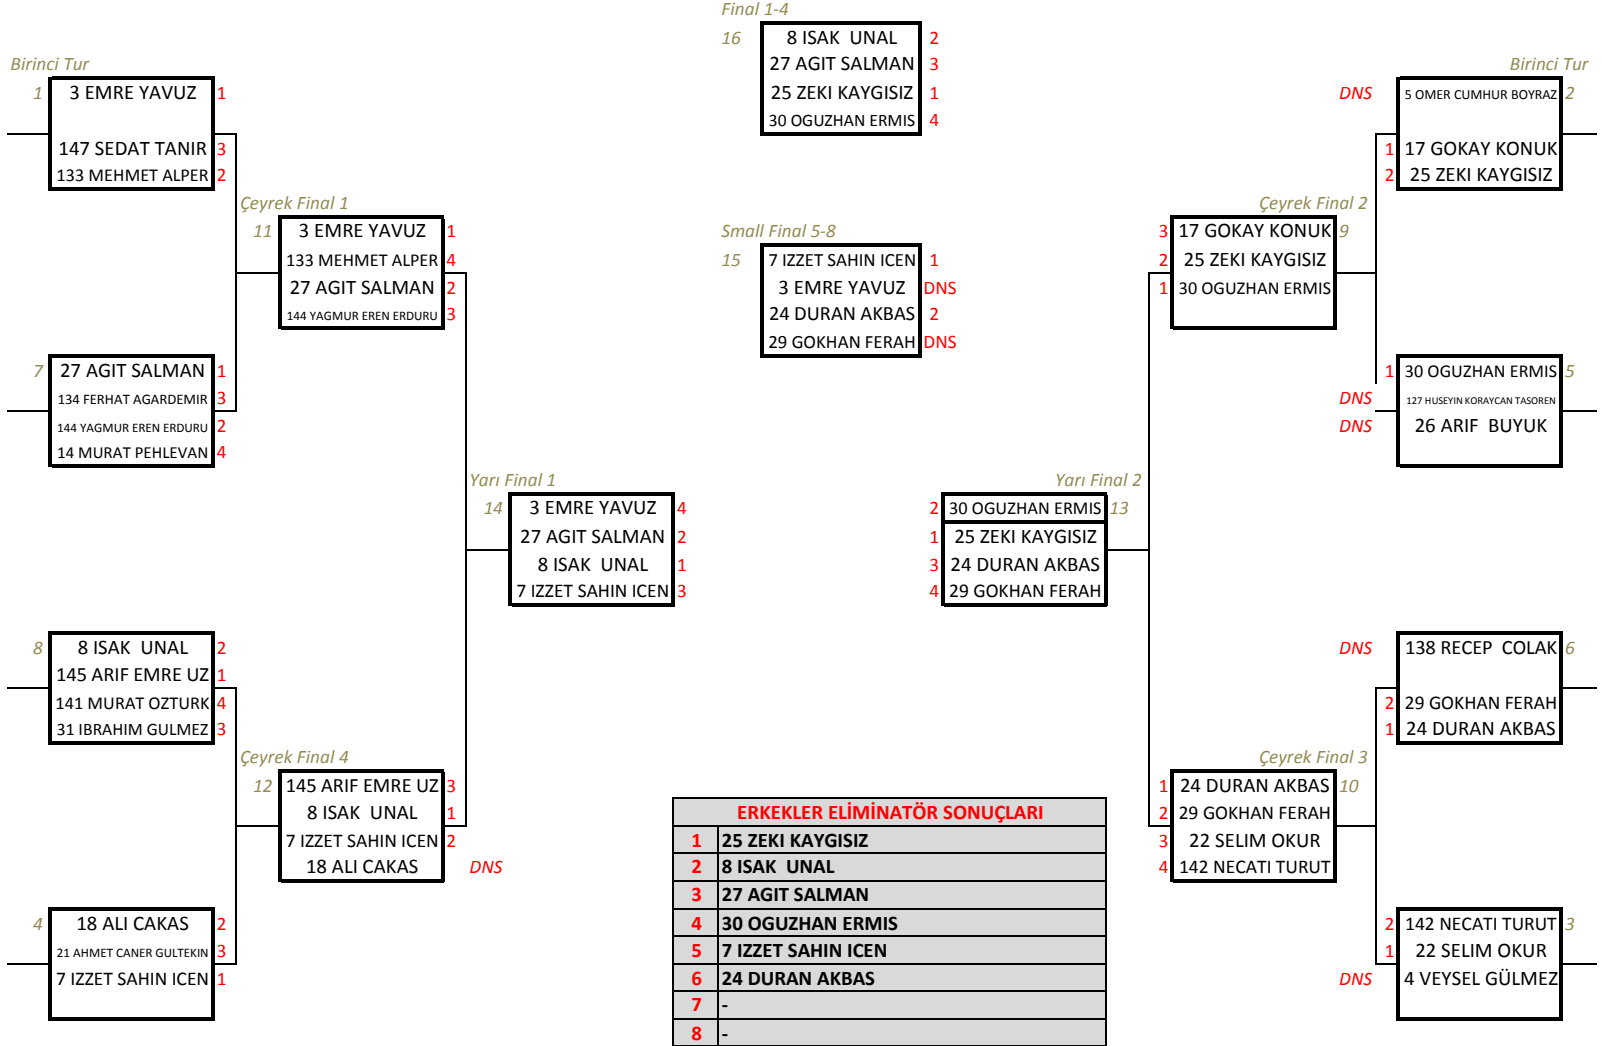 Final 1-4
16
8 ISAK  UNAL 2
27 AGIT SALMAN 3
25 ZEKI KAYGISIZ 1
30 OGUZHAN ERMIS 4
Birinci Tur
1
3 EMRE YAVUZ 1
147 SEDAT TANIR 3
133 MEHMET ALPER 2
Çeyrek Final 1
11
3 EMRE YAVUZ 1
133 MEHMET ALPER 4
27 AGIT SALMAN 2
144 YAGMUR EREN ERDURU 3
7
27 AGIT SALMAN 1
134 FERHAT AGARDEMIR 3
144 YAGMUR EREN ERDURU 2
14 MURAT PEHLEVAN 4
Yarı Final 1
14
3 EMRE YAVUZ 4
27 AGIT SALMAN 2
8 ISAK  UNAL 1
7 IZZET SAHIN ICEN 3
8
8 ISAK  UNAL 2
145 ARIF EMRE UZ 1
141 MURAT OZTURK 4
31 IBRAHIM GULMEZ 3
Çeyrek Final 4
12
145 ARIF EMRE UZ 3
8 ISAK  UNAL 1
7 IZZET SAHIN ICEN 2
18 ALI CAKAS DNS
4
18 ALI CAKAS 2
21 AHMET CANER GULTEKIN 3
7 IZZET SAHIN ICEN 1
Small Final 5-8
15
7 IZZET SAHIN ICEN 1
3 EMRE YAVUZ DNS
24 DURAN AKBAS 2
29 GOKHAN FERAH DNS
Birinci Tur
DNS 5 OMER CUMHUR BOYRAZ 2
1 17 GOKAY KONUK
2 25 ZEKI KAYGISIZ
Çeyrek Final 2
3 17 GOKAY KONUK 9
2 25 ZEKI KAYGISIZ
1 30 OGUZHAN ERMIS
1 30 OGUZHAN ERMIS 5
DNS 127 HUSEYIN KORAYCAN TASOREN
DNS 26 ARIF  BUYUK
Yarı Final 2
2 30 OGUZHAN ERMIS 13
1 25 ZEKI KAYGISIZ
3 24 DURAN AKBAS
4 29 GOKHAN FERAH
DNS 138 RECEP  COLAK 6
2 29 GOKHAN FERAH
1 24 DURAN AKBAS
Çeyrek Final 3
1 24 DURAN AKBAS 10
2 29 GOKHAN FERAH
3 22 SELIM OKUR
4 142 NECATI TURUT
2 142 NECATI TURUT 3
1 22 SELIM OKUR
DNS 4 VEYSEL GÜLMEZ
ERKEKLER ELİMİNATÖR SONUÇLARI
1 25 ZEKI KAYGISIZ
2 8 ISAK  UNAL
3 27 AGIT SALMAN
4 30 OGUZHAN ERMIS
5 7 IZZET SAHIN ICEN
6 24 DURAN AKBAS
7 -
8 -